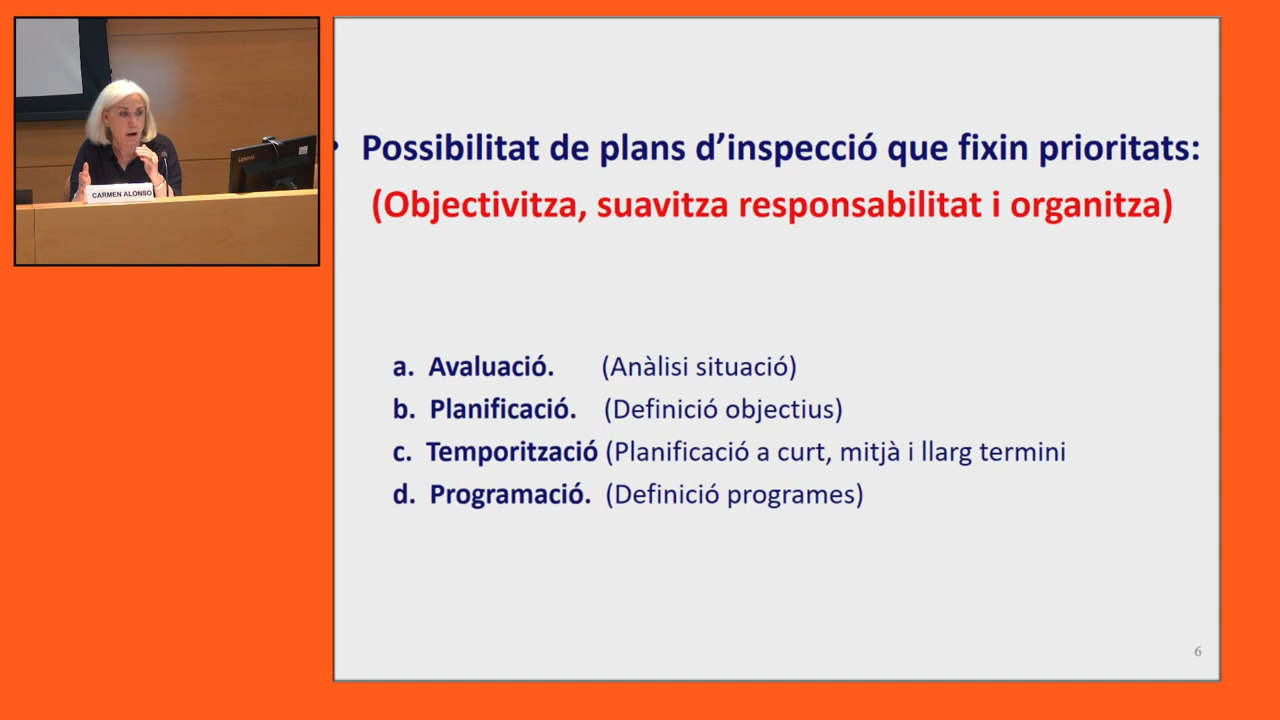 Lenovo
CARMEN ALONSO
• Possibilitat de plans d’inspecció que fixin prioritats:
(Objectivitza, suavitza responsabilitat i organitza)
a. Avaluació. (Anàlisi situació)
b. Planificació. (Definició objectius)
c. Temporització (Planificació a curt, mitjà i llarg termini
d. Programació. (Definició programes)
6